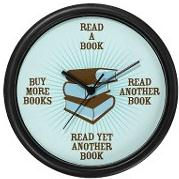 READ A
BOOK
BUY
MORE
BOOKS
READ
ANOTHER
BOOK
READ YET
ANOTHER
BOOK